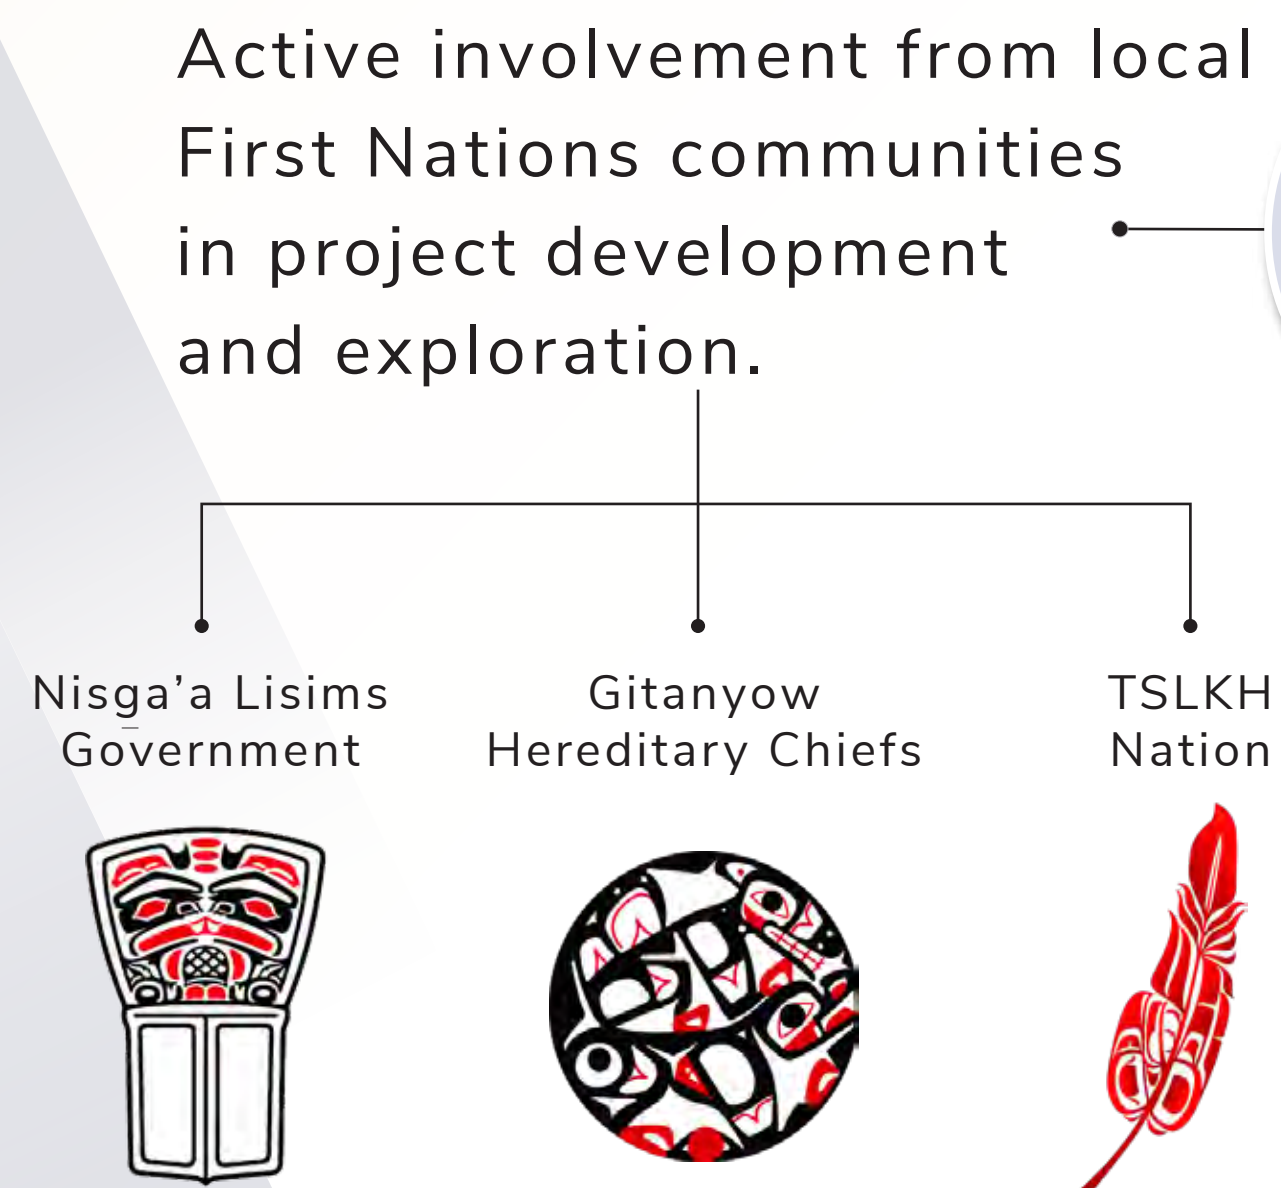 Active involvement from local
First Nations communities
in project development
and exploration.
Nisg̱a’a Lisims
Government
Gitanyow
Hereditary Chiefs
TSLKH
Nation